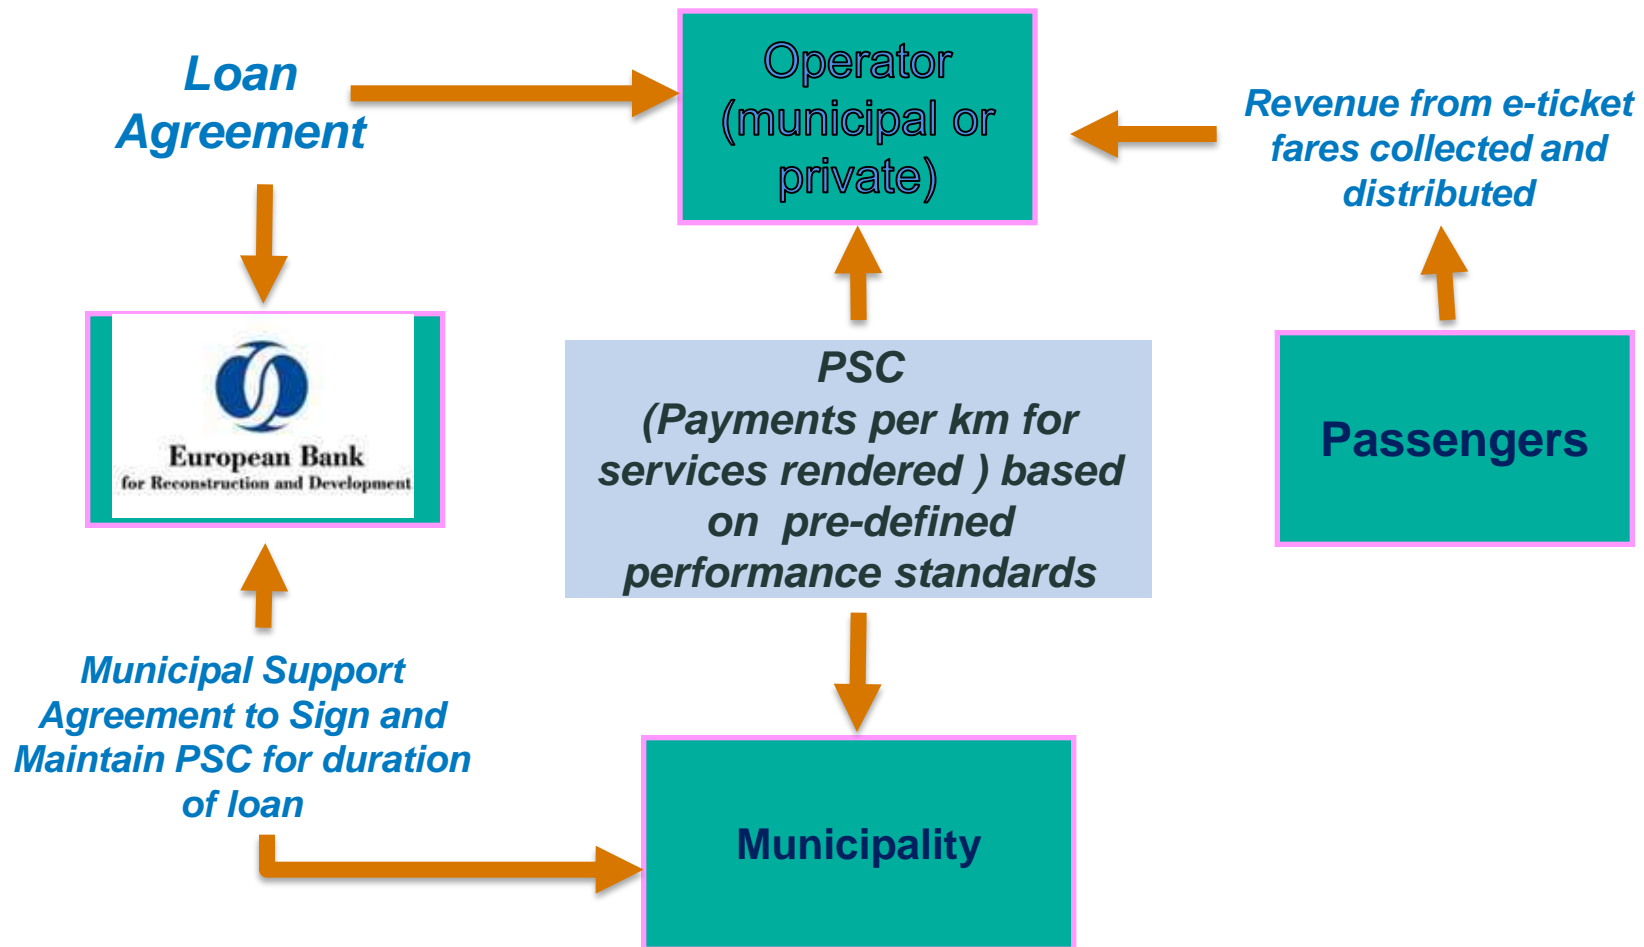 Loan
Agreement
Operator
(municipal or
private)
Revenue from e-ticket
fares collected and
distributed
European Bank
for Reconstruction and Development
PSC
(Payments per km for
services rendered ) based
on  pre-defined
performance standards
Passengers
Municipal Support
Agreement to Sign and
Maintain PSC for duration
of loan
Municipality